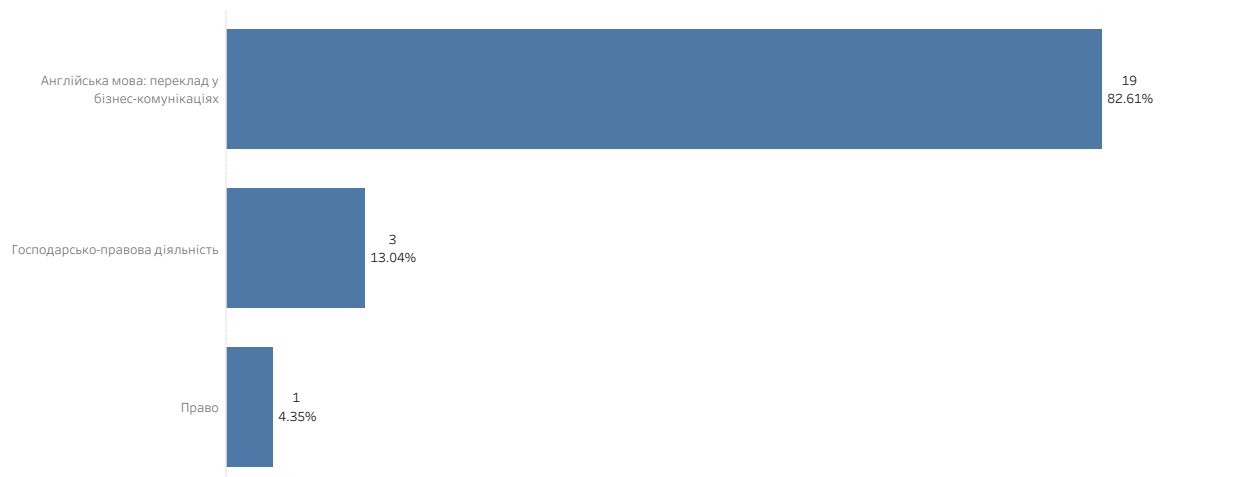 Англійська мова: переклад у
бізнес-комунікаціях
19
82.61%
Господарсько-правова діяльність
3
13.04%
Право
1
4.35%